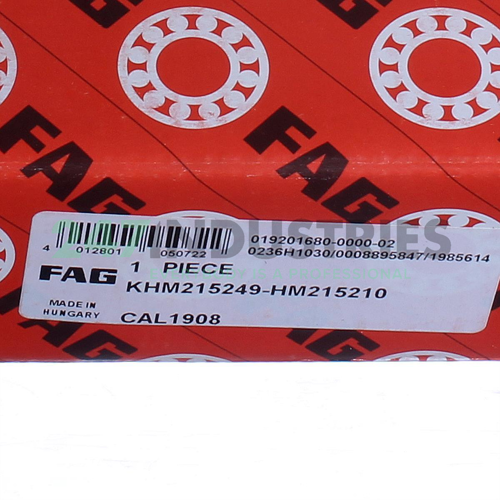 FAG
FAG
FAG
INDUSTRIES
019201680-0000-02
4 012801 050722
0236H1030/0008895847/1985614
FAG
1 PIECE
KHM215249-HM215210
MADE IN
HUNGARY
CAL1908
FAG
FAG